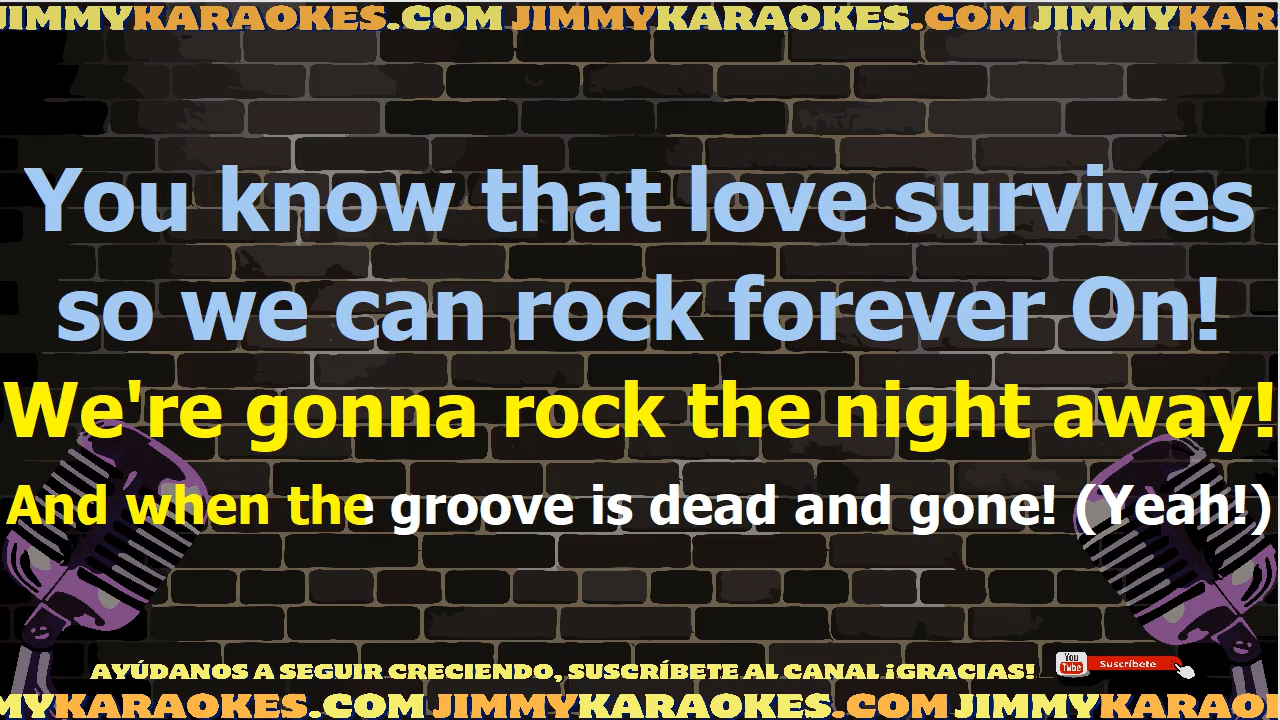 JIMMYKARAOKES.COM JIMMYKARAOKES.COM JIMMYKAR
You know that love survives
so we can rock forever On!
We're gonna rock the night away!
And when the groove is dead and gone! (Yeah!)
AYÚDANOS A SEGUIR CRECIENDO, SUSCRÍBETE AL CANAL ¡GRACIAS!
You Tube Suscríbete
MYKARAOKES.COM JIMMYKARAOKES.COM JIMMYKARAO